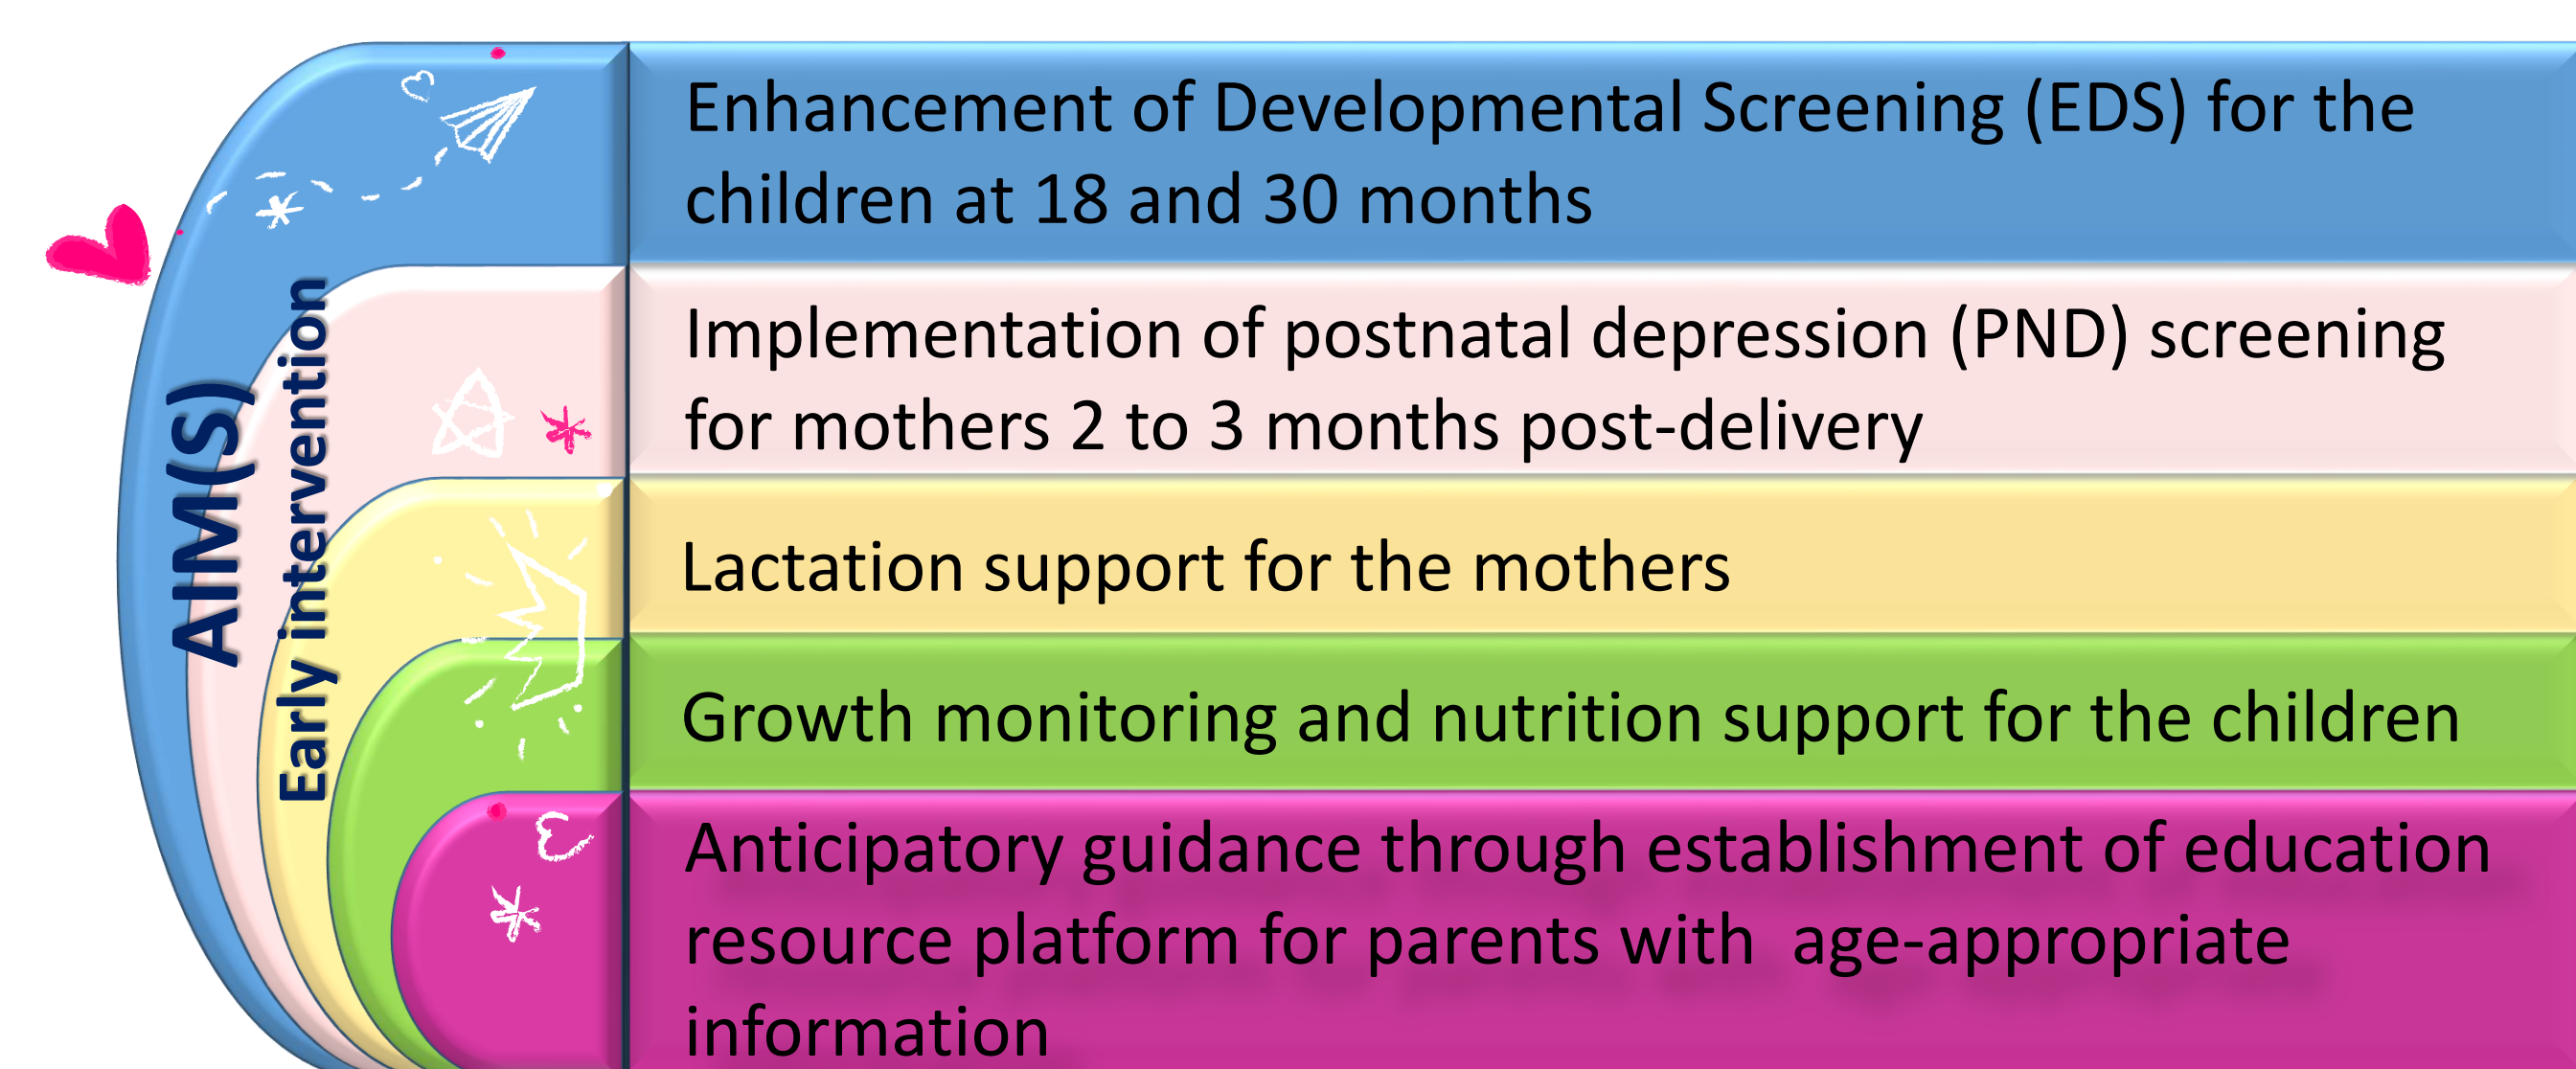 AIM(S)
Early intervention
Enhancement of Developmental Screening (EDS) for the
children at 18 and 30 months
Implementation of postnatal depression (PND) screening
for mothers 2 to 3 months post-delivery
Lactation support for the mothers
Growth monitoring and nutrition support for the children
Anticipatory guidance through establishment of education
resource platform for parents with  age-appropriate
information